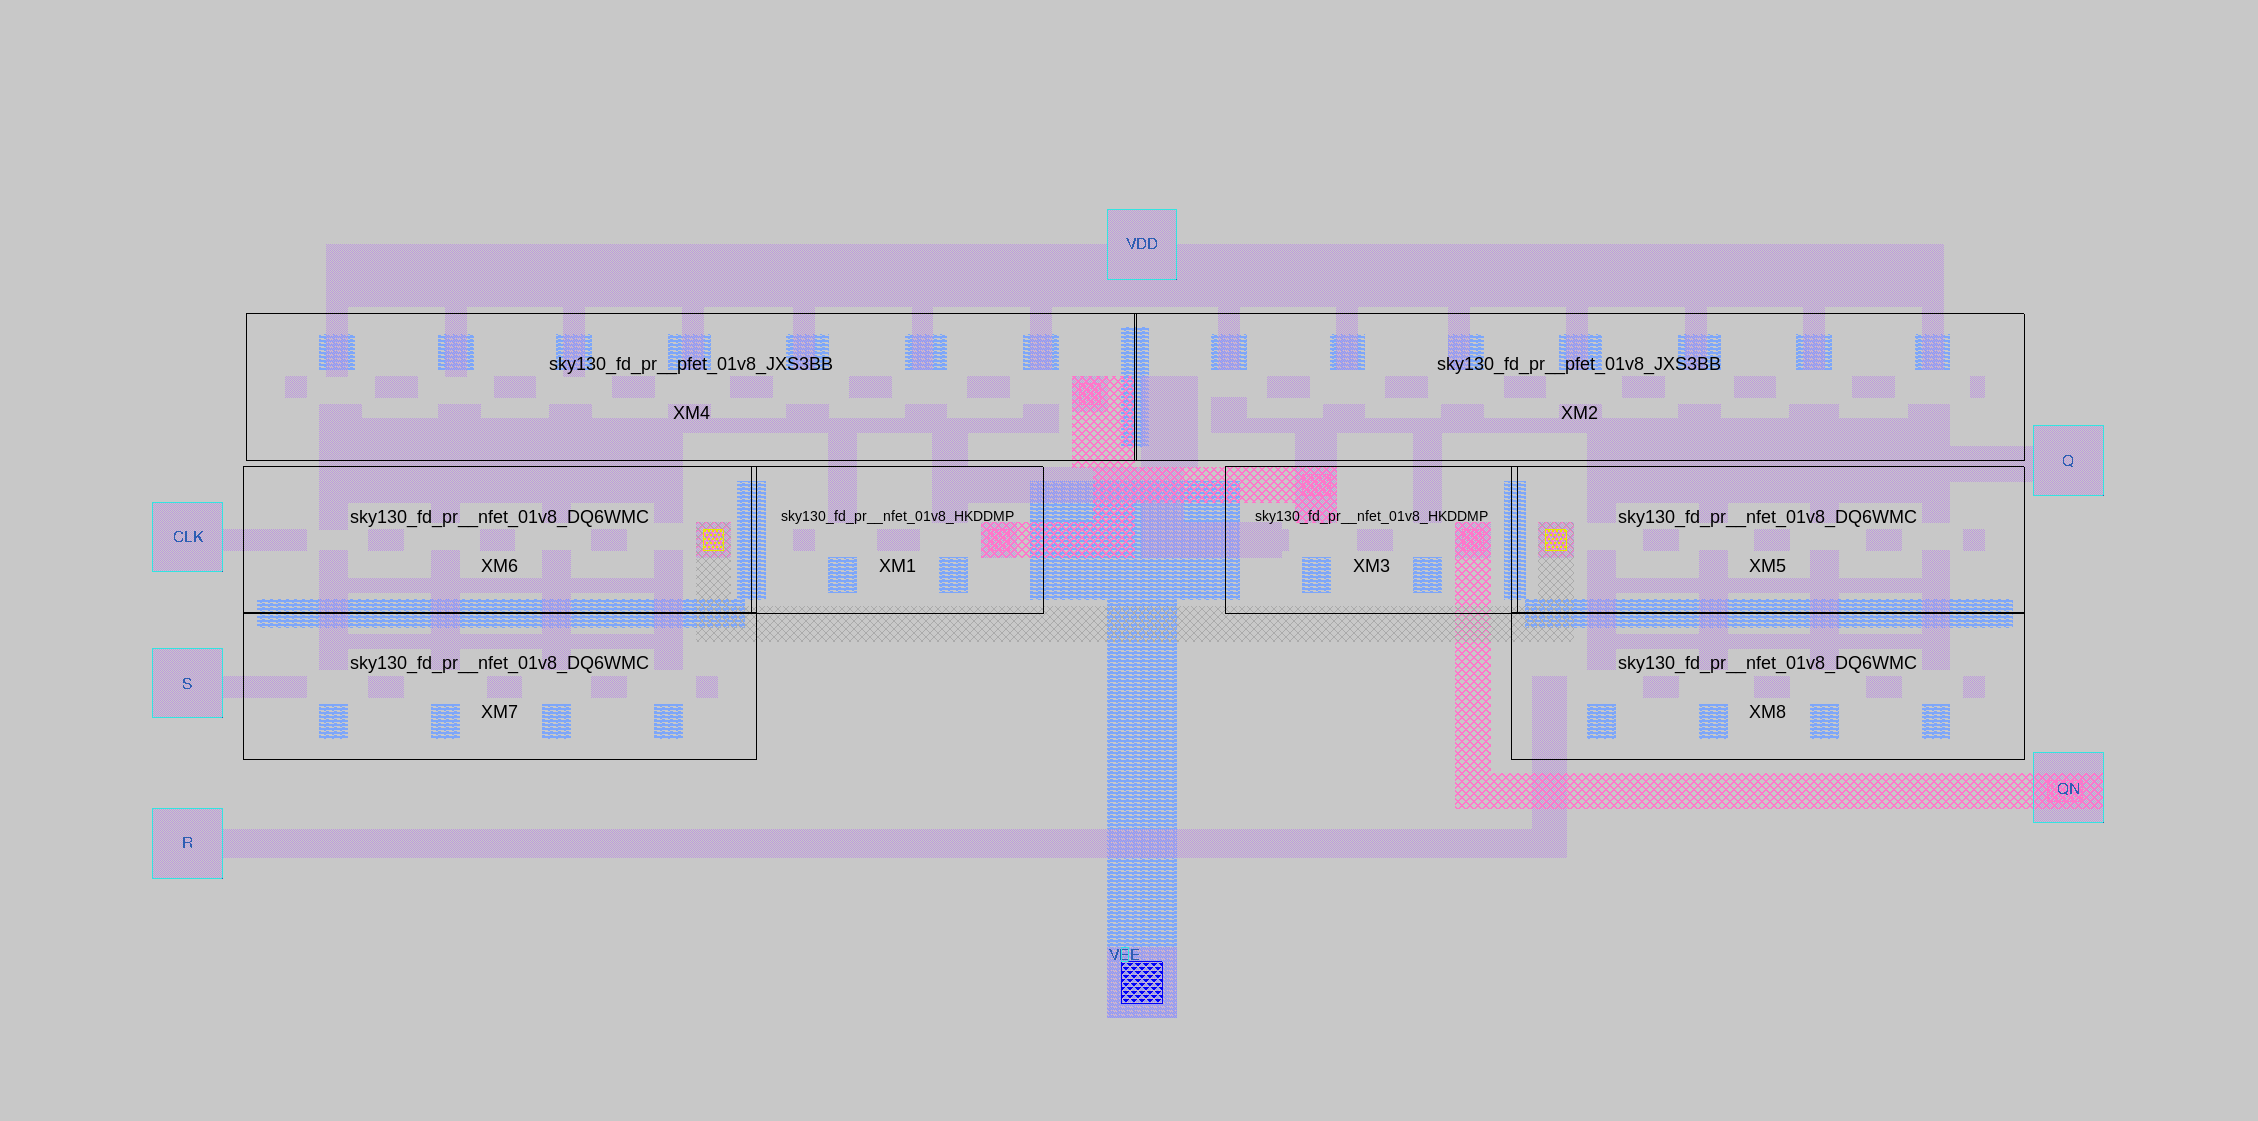 VDD
sky130_fd_pr__pfet_01v8_JXS3BB
sky130_fd_pr__pfet_01v8_JXS3BB
XM4
XM2
Q
sky130_fd_pr__nfet_01v8_DQ6WMC
sky130_fd_pr__nfet_01v8_HKDDMP
sky130_fd_pr__nfet_01v8_HKDDMP
sky130_fd_pr__nfet_01v8_DQ6WMC
CLK
XM6
XM1
XM3
XM5
sky130_fd_pr__nfet_01v8_DQ6WMC
sky130_fd_pr__nfet_01v8_DQ6WMC
S
XM7
XM8
QN
R
VEE